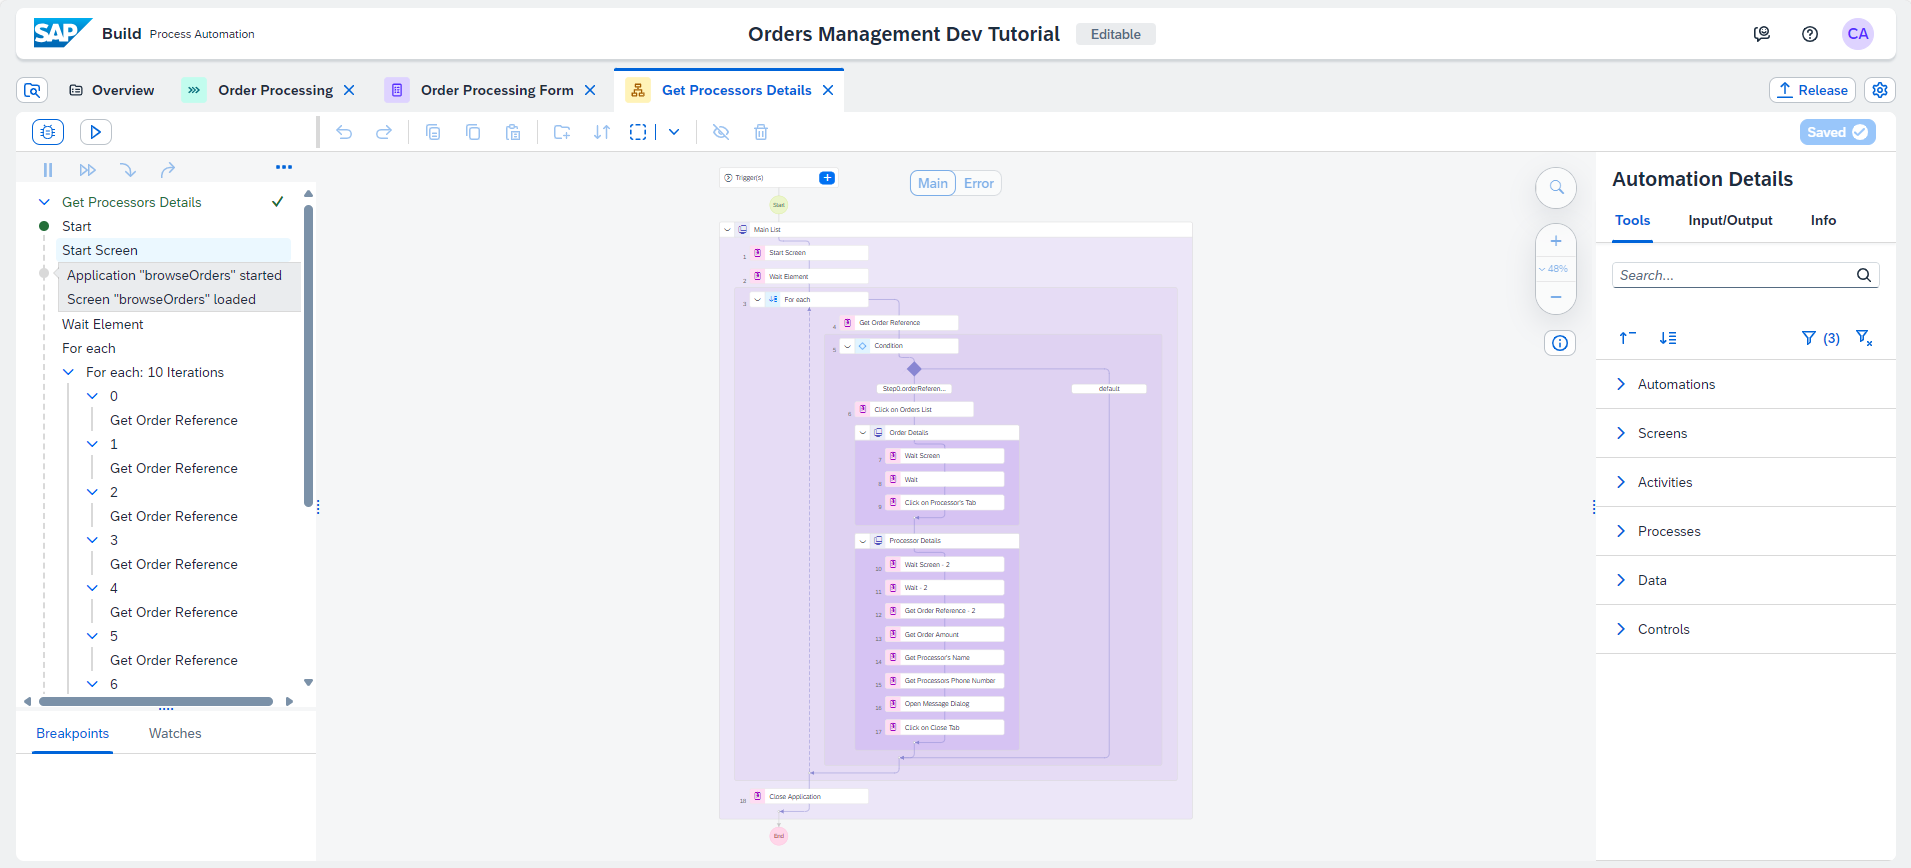 SAP Build Process Automation
Orders Management Dev Tutorial Editable
CA
Overview
Order Processing
Order Processing Form
Get Processors Details
Release
Saved
Get Processors Details
Start
Start Screen
Application "browseOrders" started
Screen "browseOrders" loaded
Wait Element
For each
For each: 10 Iterations
0
Get Order Reference
1
Get Order Reference
2
Get Order Reference
3
Get Order Reference
4
Get Order Reference
5
Get Order Reference
6
Breakpoints Watches
Trigger(s)
Main Error
Start
Main List
1 Start Screen
2 Wait Element
3 For each
4 Get Order Reference
5 Condition
Step0.orderReferen... default
6 Click on Orders List
Order Details
7 Wait Screen
8 Wait
9 Click on Processor's Tab
Processor Details
10 Wait Screen - 2
11 Wait - 2
12 Get Order Reference - 2
13 Get Order Amount
14 Get Processor's Name
15 Get Processors Phone Number
16 Open Message Dialog
17 Click on Close Tab
18 Close Application
End
48%
Automation Details
Tools Input/Output Info
Search...
(3)
Automations
Screens
Activities
Processes
Data
Controls